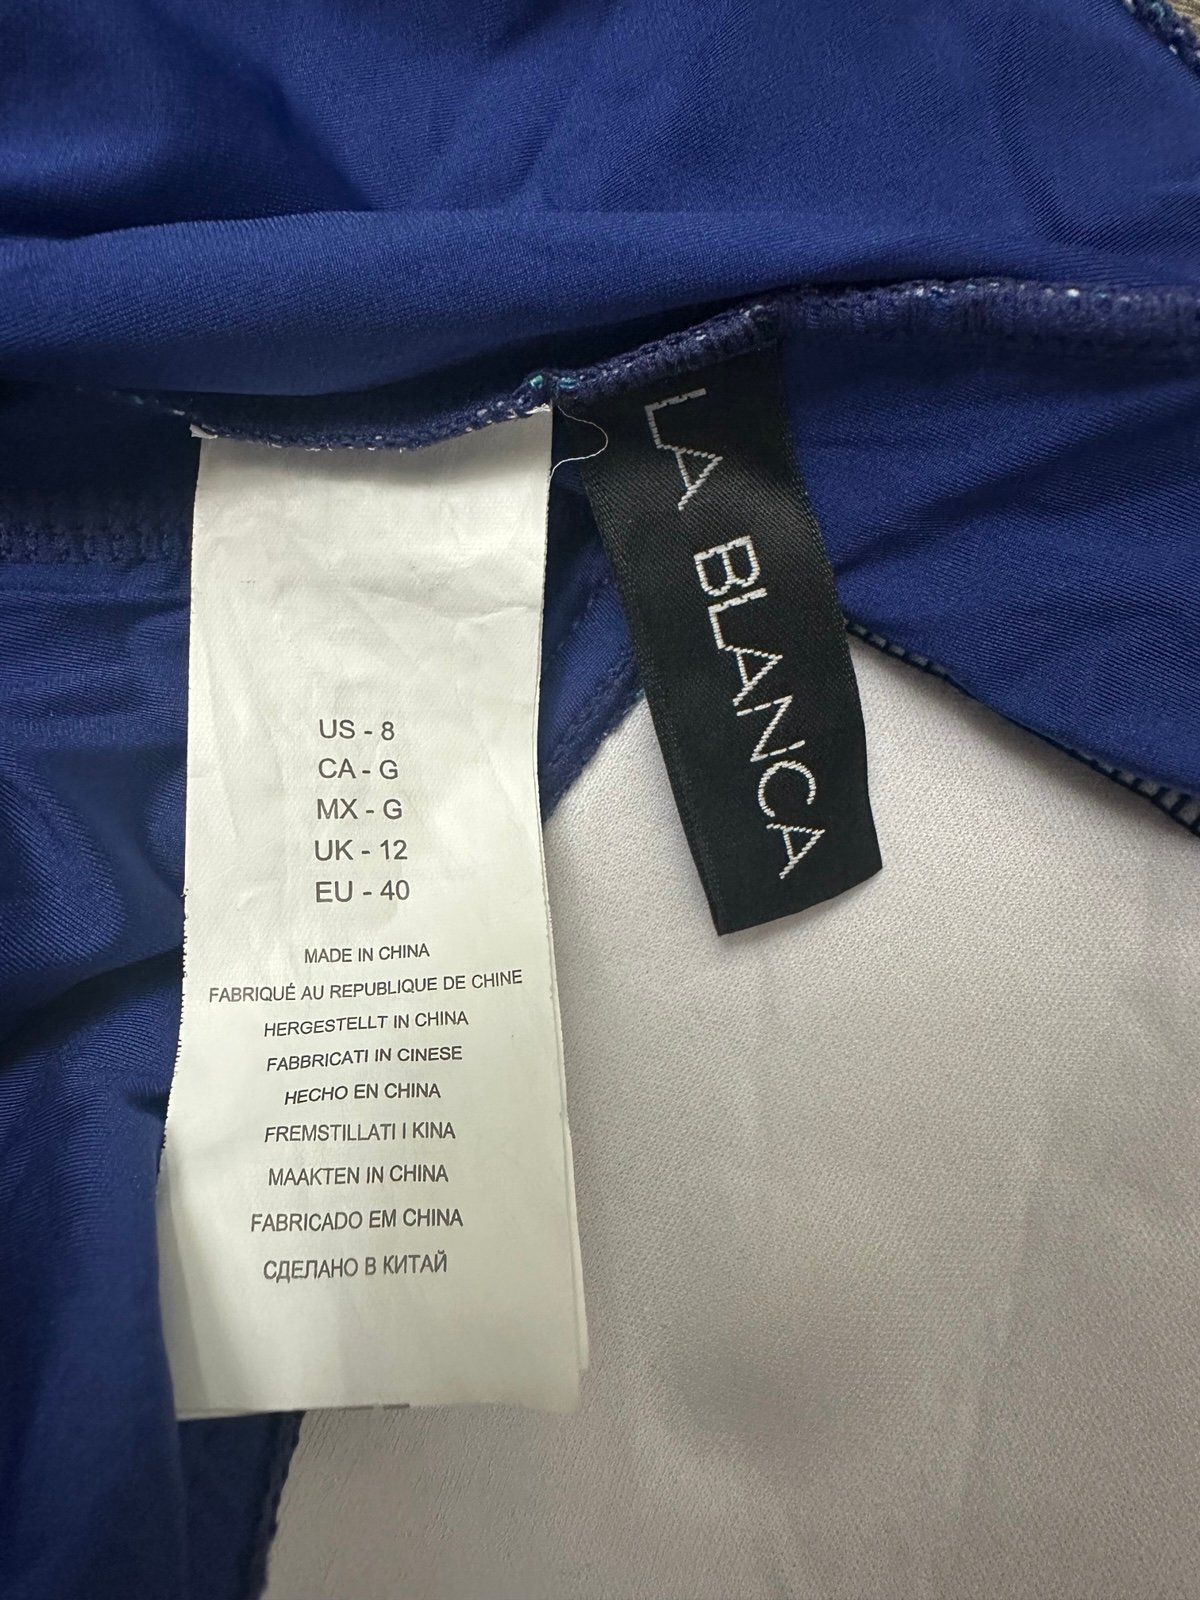 US - 8
CA - G
MX - G
UK - 12
EU - 40
MADE IN CHINA
FABRIQUÉ AU REPUBLIQUE DE CHINE
HERGESTELLT IN CHINA
FABBRICATI IN CINESE
HECHO EN CHINA
FREMSTILLATI I KINA
MAAKTEN IN CHINA
FABRICADO EM CHINA
СДЕЛАНО В КИТАЙ
LA BLANCA